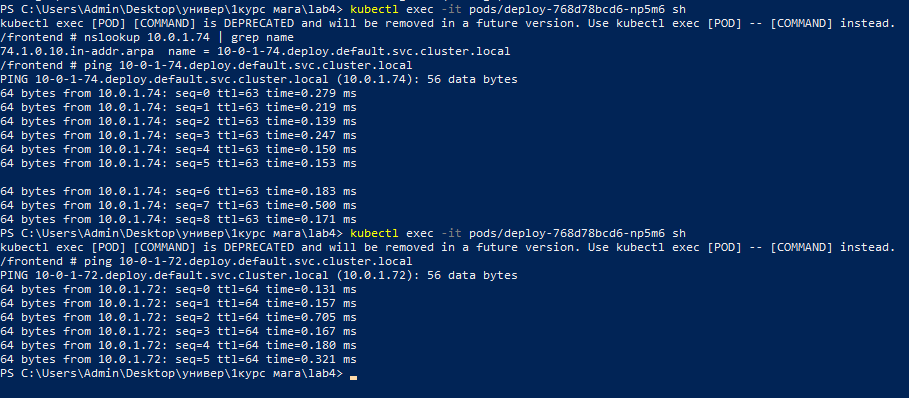 PS C:\Users\Admin\Desktop\универ\1курс мага\lab4> kubectl exec -it pods/deploy-768d78bcd6-np5m6 sh
kubectl exec [POD] [COMMAND] is DEPRECATED and will be removed in a future version. Use kubectl exec [POD] -- [COMMAND] instead.
/frontend # nslookup 10.0.1.74 | grep name
74.1.0.10.in-addr.arpa  name = 10-0-1-74.deploy.default.svc.cluster.local
/frontend # ping 10-0-1-74.deploy.default.svc.cluster.local
PING 10-0-1-74.deploy.default.svc.cluster.local (10.0.1.74): 56 data bytes
64 bytes from 10.0.1.74: seq=0 ttl=63 time=0.279 ms
64 bytes from 10.0.1.74: seq=1 ttl=63 time=0.219 ms
64 bytes from 10.0.1.74: seq=2 ttl=63 time=0.139 ms
64 bytes from 10.0.1.74: seq=3 ttl=63 time=0.247 ms
64 bytes from 10.0.1.74: seq=4 ttl=63 time=0.150 ms
64 bytes from 10.0.1.74: seq=5 ttl=63 time=0.153 ms
64 bytes from 10.0.1.74: seq=6 ttl=63 time=0.183 ms
64 bytes from 10.0.1.74: seq=7 ttl=63 time=0.500 ms
64 bytes from 10.0.1.74: seq=8 ttl=63 time=0.171 ms
PS C:\Users\Admin\Desktop\универ\1курс мага\lab4> kubectl exec -it pods/deploy-768d78bcd6-np5m6 sh
kubectl exec [POD] [COMMAND] is DEPRECATED and will be removed in a future version. Use kubectl exec [POD] -- [COMMAND] instead.
/frontend # ping 10-0-1-72.deploy.default.svc.cluster.local
PING 10-0-1-72.deploy.default.svc.cluster.local (10.0.1.72): 56 data bytes
64 bytes from 10.0.1.72: seq=0 ttl=64 time=0.131 ms
64 bytes from 10.0.1.72: seq=1 ttl=64 time=0.157 ms
64 bytes from 10.0.1.72: seq=2 ttl=64 time=0.705 ms
64 bytes from 10.0.1.72: seq=3 ttl=64 time=0.167 ms
64 bytes from 10.0.1.72: seq=4 ttl=64 time=0.180 ms
64 bytes from 10.0.1.72: seq=5 ttl=64 time=0.321 ms
PS C:\Users\Admin\Desktop\универ\1курс мага\lab4>